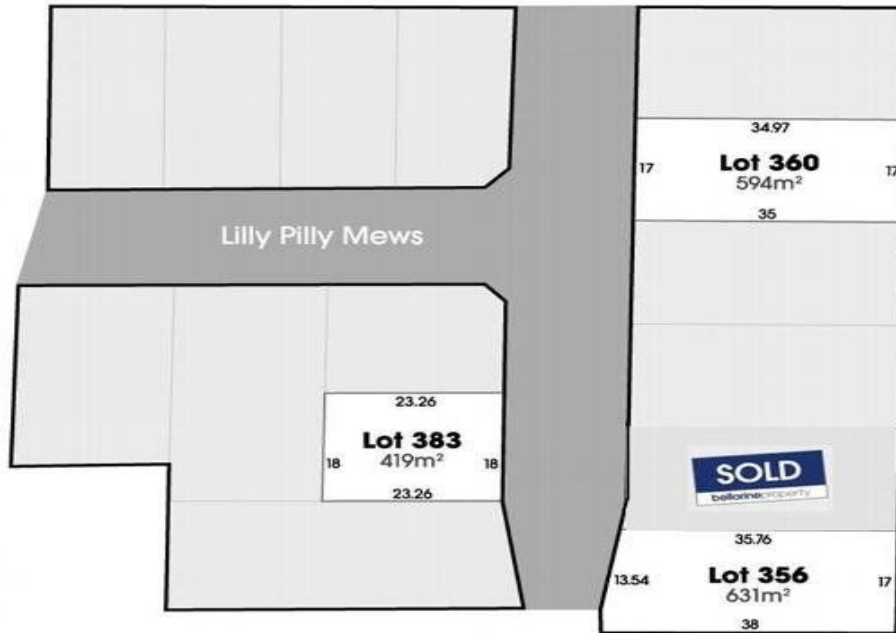 34.97
17
Lot 360
594m²
17
35
Lilly Pilly Mews
23.26
Lot 383
18
419m²
18
23.26
SOLD
bellarineproperty
35.76
13.54
Lot 356
631m²
17
38